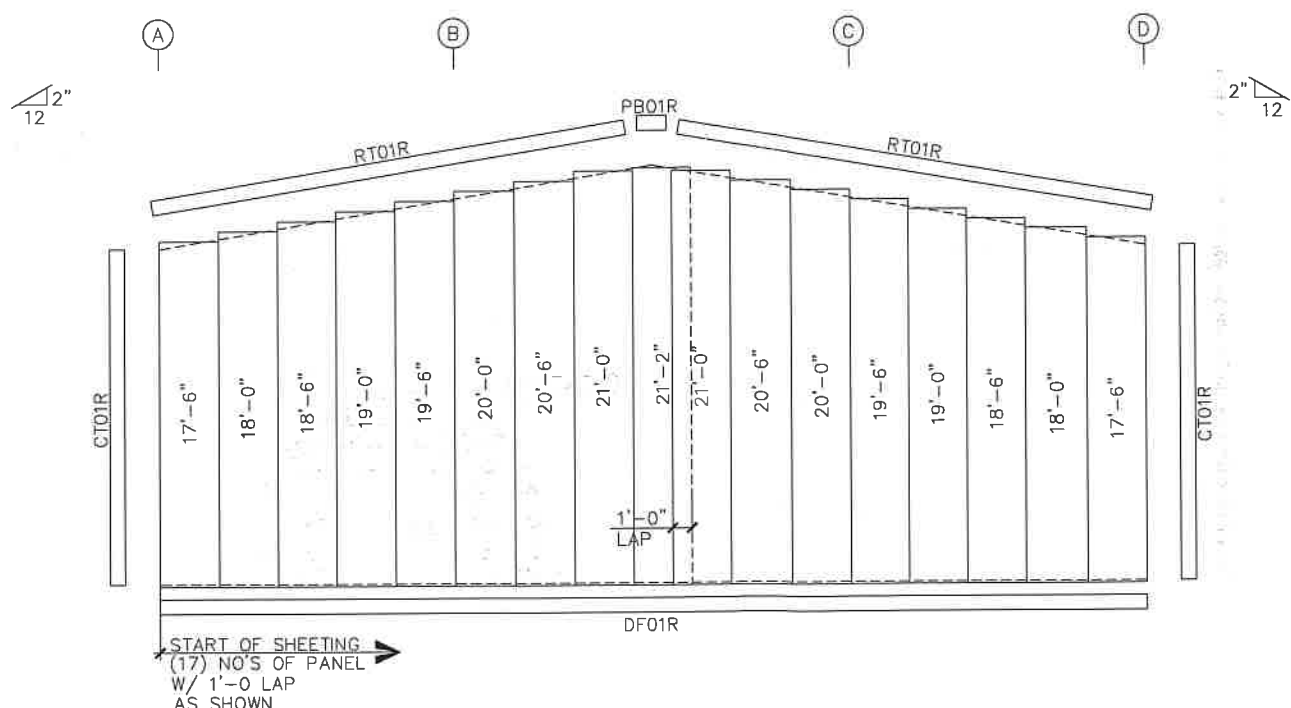 A
B
C
D
2"
12
2"
12
PB01R
RT01R
RT01R
CT01R
17'-6"
18'-0"
18'-6"
19'-0"
19'-6"
20'-0"
20'-6"
21'-0"
21'-2"
21'-0"
20'-6"
20'-0"
19'-6"
19'-0"
18'-6"
18'-0"
17'-6"
CT01R
1'-0"
LAP
DF01R
START OF SHEETING
(17) NO'S OF PANEL
W/ 1'-0 LAP
AS SHOWN